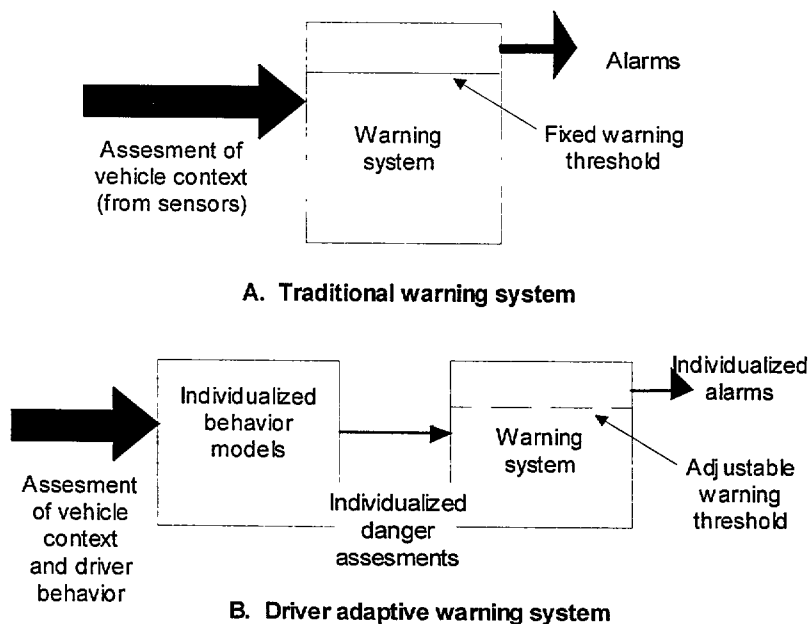 Alarms
Assesment of
vehicle context
(from sensors)
Warning
system
Fixed warning
threshold
A. Traditional warning system
Individualized
behavior
models
Individualized
alarms
Warning
system
Assesment
of vehicle
context
and driver
behavior
Individualized
danger
assesments
Adjustable
warning
threshold
B. Driver adaptive warning system